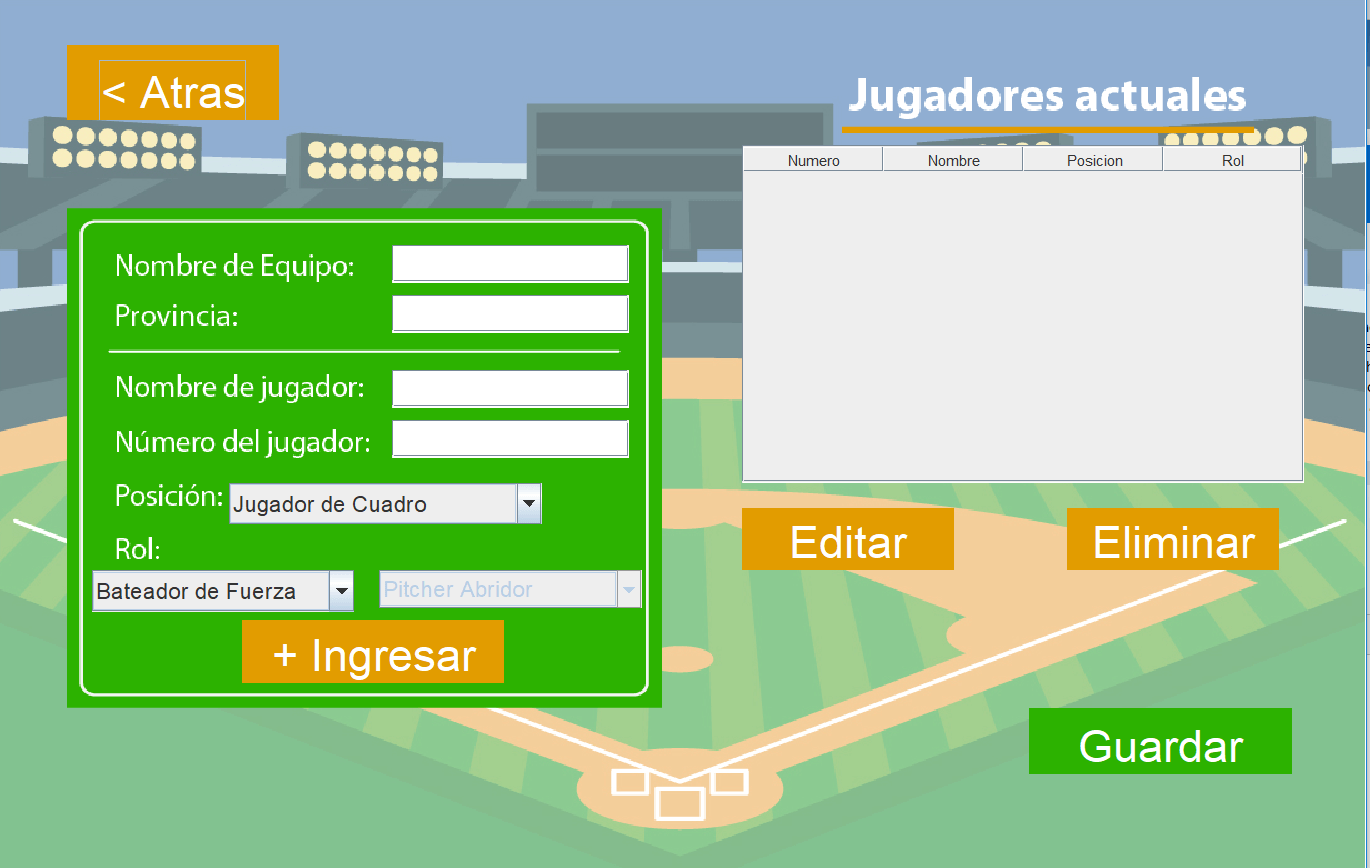 < Atras
Nombre de Equipo:
Provincia:
Nombre de jugador:
Número del jugador:
Posición: Jugador de Cuadro
Rol:
Bateador de Fuerza Pitcher Abridor
+ Ingresar
Jugadores actuales
Numero Nombre Posicion Rol
Editar Eliminar
Guardar